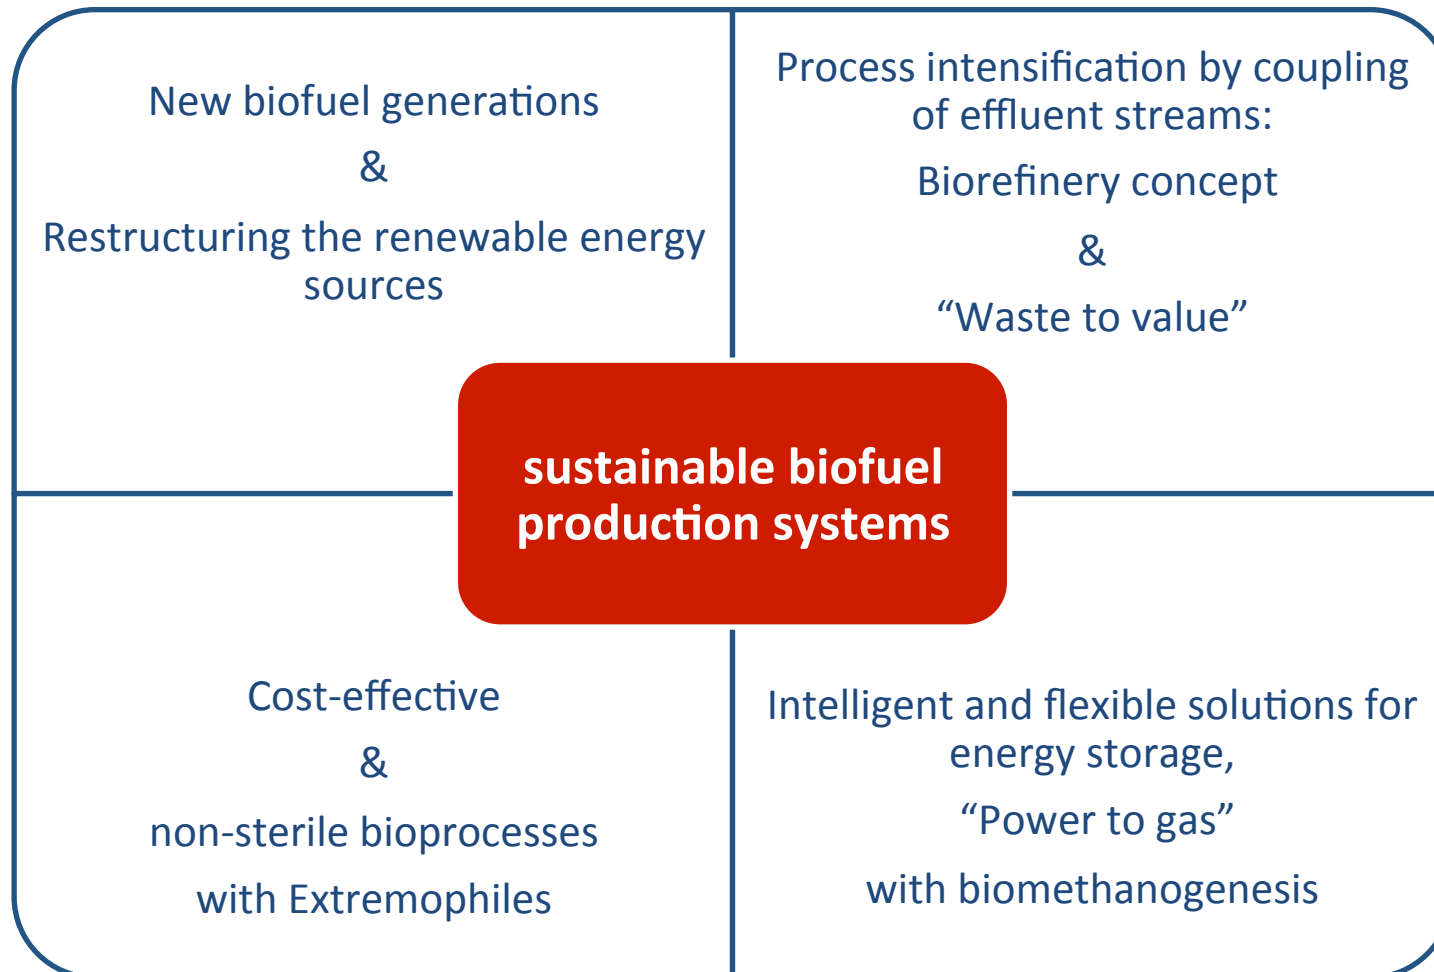 New biofuel generations
&
Restructuring the renewable energy
sources
Process intensification by coupling
of effluent streams:
Biorefinery concept
&
“Waste to value”
sustainable biofuel
production systems
Cost-effective
&
non-sterile bioprocesses
with Extremophiles
Intelligent and flexible solutions for
energy storage,
“Power to gas”
with biomethanogenesis